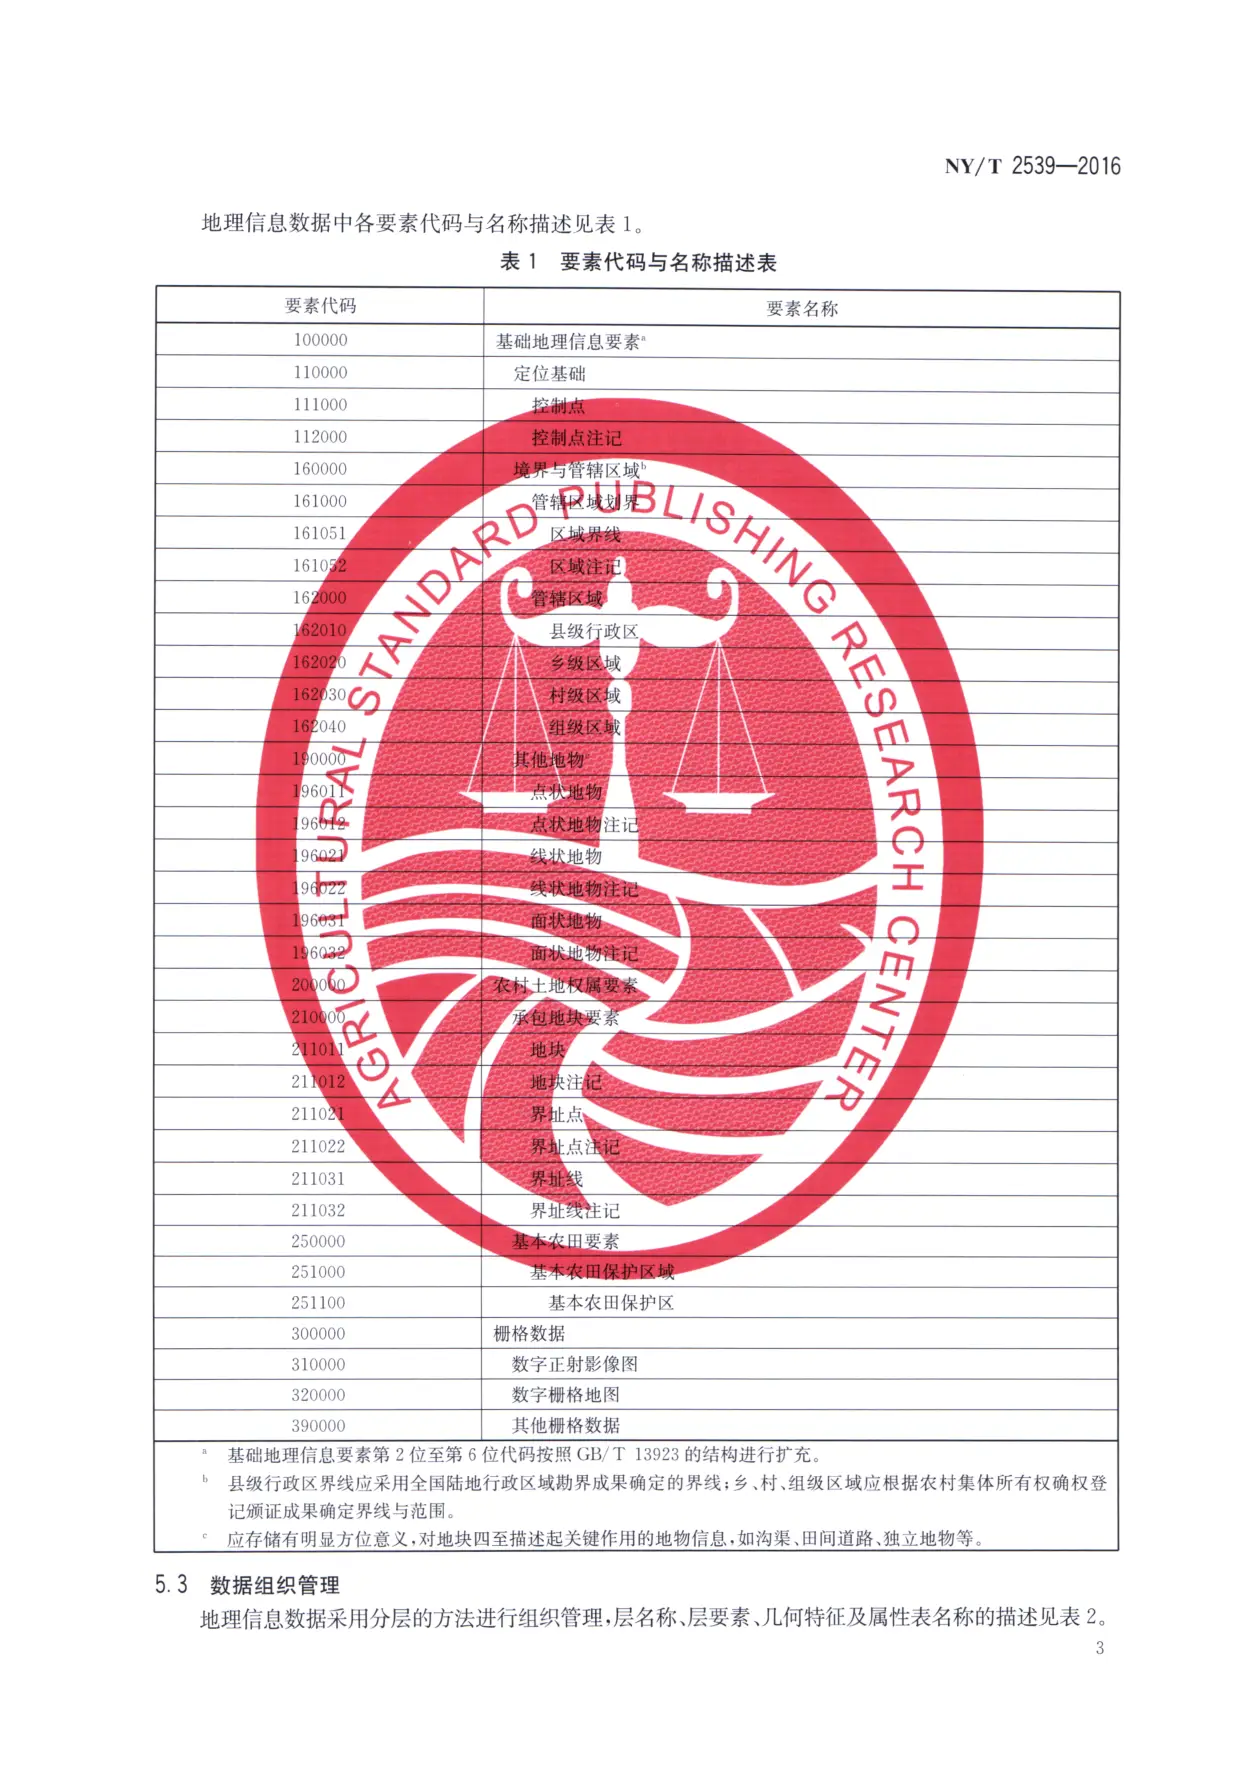 NY/T 2539—2016
地理信息数据中各要素代码与名称描述见表 1。
表 1 要素代码与名称描述表
要素代码 要素名称
100000 基础地理信息要素ᵃ
110000 定位基础
111000 控制点
112000 控制点注记
160000 境界与管辖区域ᵇ
161000 管辖区域划界
161051 区域界线
161052 区域注记
162000 管辖区域
162010 县级行政区
162020 乡级区域
162030 村级区域
162040 组级区域
190000 其他地物
196011 点状地物
196012 点状地物注记
196021 线状地物
196022 线状地物注记
196031 面状地物
196032 面状地物注记
200000 农村土地权属要素
210000 承包地块要素
211011 地块
211012 地块注记
211021 界址点
211022 界址点注记
211031 界址线
211032 界址线注记
250000 基本农田要素
251000 基本农田保护区域
251100 基本农田保护区
300000 栅格数据
310000 数字正射影像图
320000 数字栅格地图
390000 其他栅格数据
ᵃ 基础地理信息要素第 2 位至第 6 位代码按照 GB/T 13923 的结构进行扩充。
ᵇ 县级行政区界线应采用全国陆地行政区域勘界成果确定的界线;乡、村、组级区域应根据农村集体所有权确权登
记颁证成果确定界线与范围。
ᶜ 应存储有明显方位意义,对地块四至描述起关键作用的地物信息,如沟渠、田间道路、独立地物等。
5.3 数据组织管理
地理信息数据采用分层的方法进行组织管理,层名称、层要素、几何特征及属性表名称的描述见表 2。
3
AGRICULTURAL STANDARD PUBLISHING RESEARCH CENTER